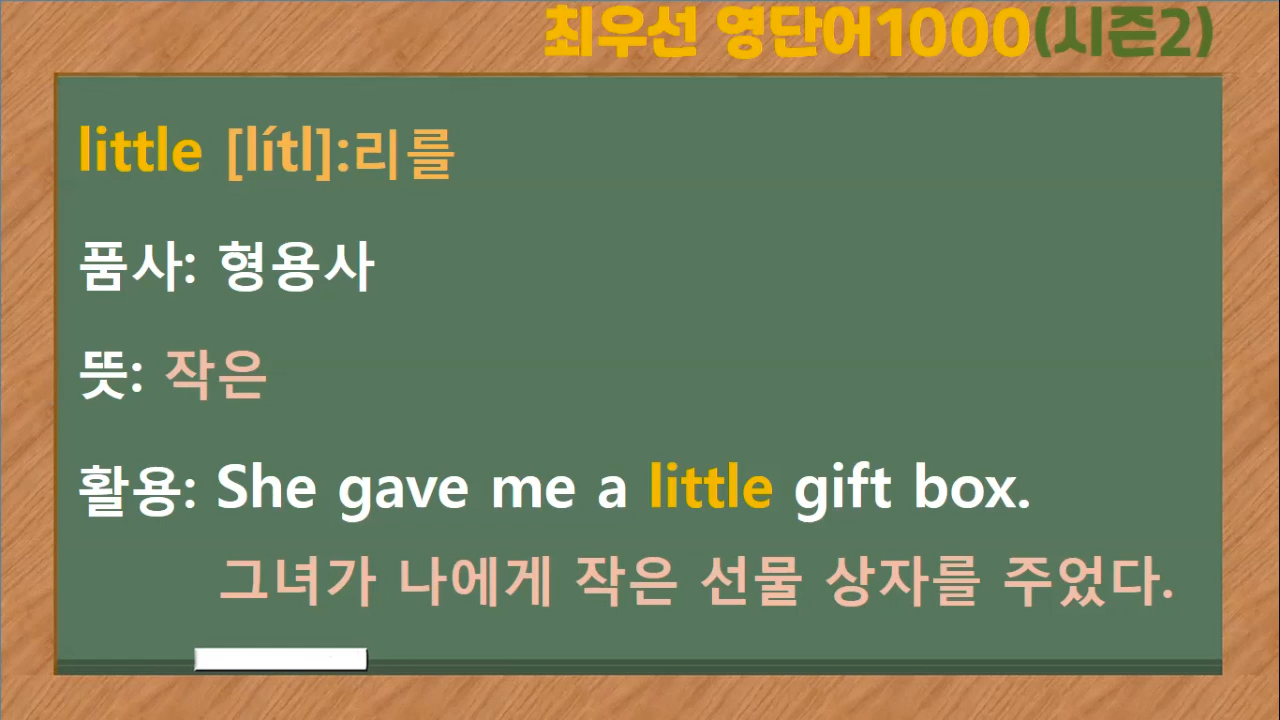 최우선 영단어1000(시즌2)
little [lítl]:리를
품사: 형용사
뜻: 작은
활용: She gave me a little gift box.
그녀가 나에게 작은 선물 상자를 주었다.